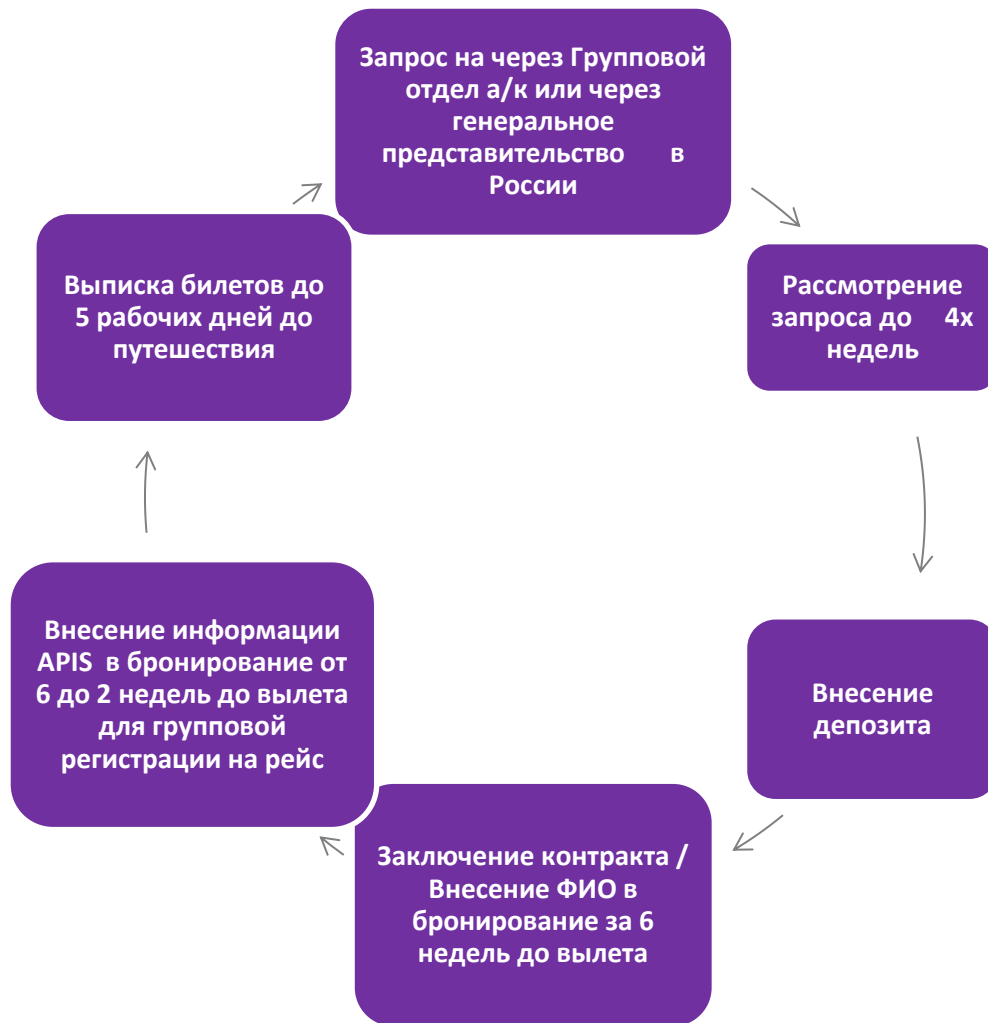 Запрос на через Групповой
отдел а/к или через
генеральное
представительство в
России
Рассмотрение
запроса до 4х
недель
Внесение
депозита
Заключение контракта /
Внесение ФИО в
бронирование за 6
недель до вылета
Внесение информации
APIS в бронирование от
6 до 2 недель до вылета
для групповой
регистрации на рейс
Выписка билетов до
5 рабочих дней до
путешествия